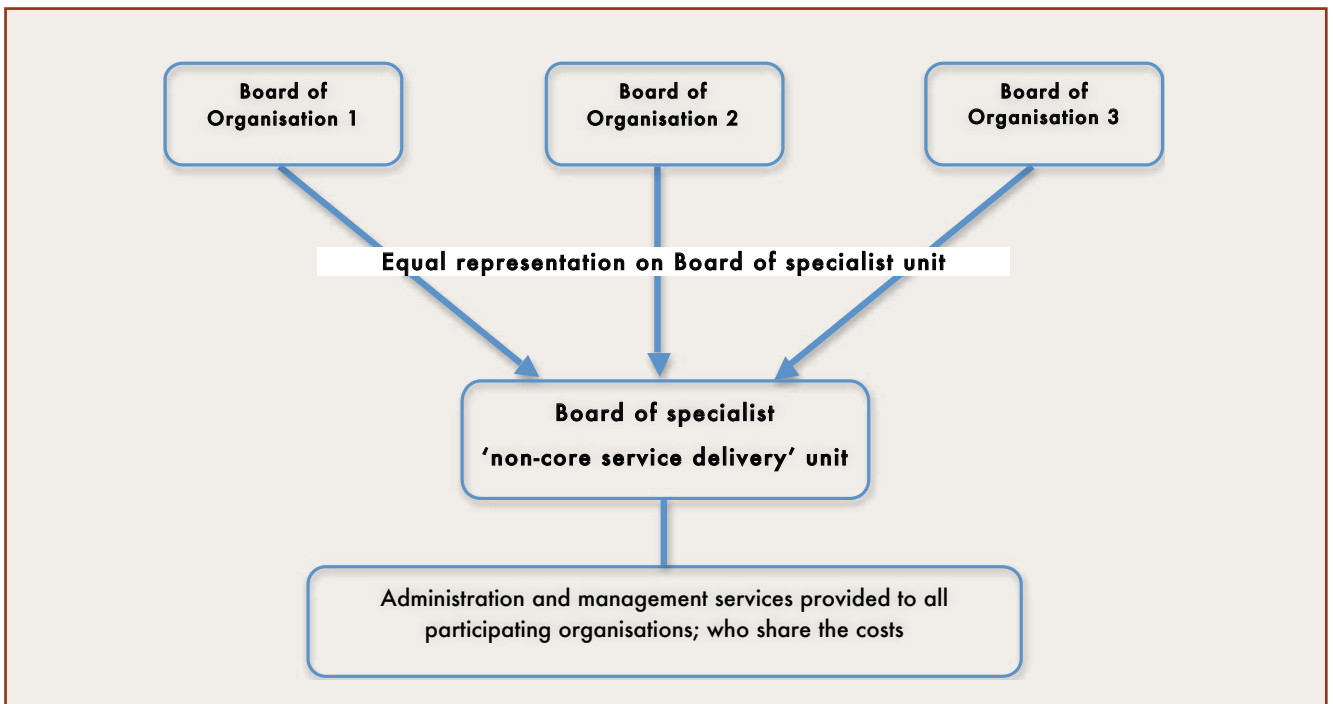 Board of
Organisation 1
Board of
Organisation 2
Board of
Organisation 3
Equal representation on Board of specialist unit
Board of specialist
‘non-core service delivery’ unit
Administration and management services provided to all
participating organisations; who share the costs